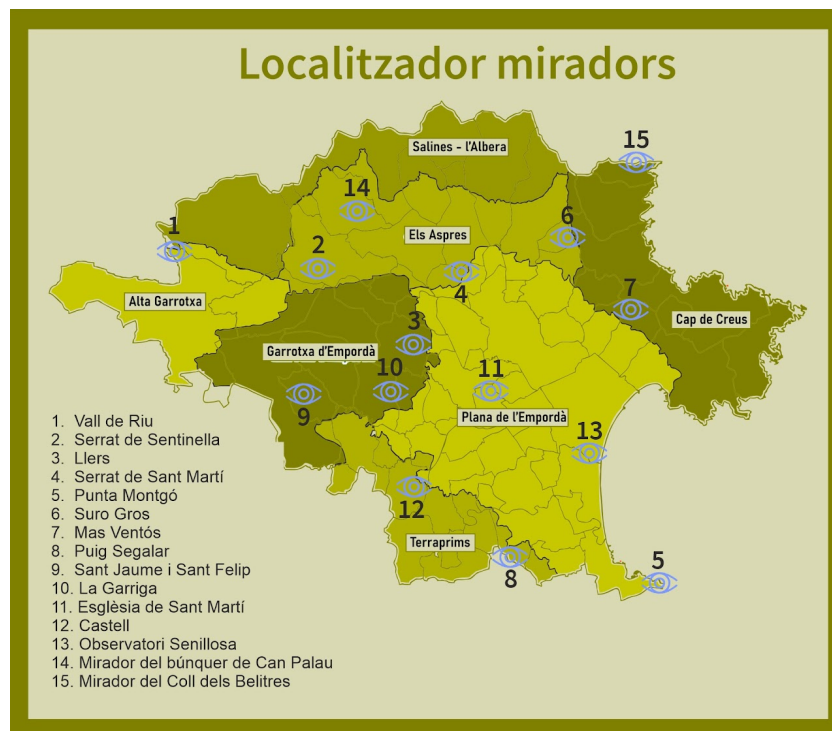 Localitzador miradors
15
Salines - l'Albera
14
6
1
Els Aspres
2
7
4
Alta Garrotxa
Cap de Creus
3
Garrotxa d'Empordà
10
11
9
Plana de l'Empordà
13
12
Terraprims
5
8
1. Vall de Riu
2. Serrat de Sentinella
3. Llers
4. Serrat de Sant Martí
5. Punta Montgó
6. Suro Gros
7. Mas Ventós
8. Puig Segalar
9. Sant Jaume i Sant Felip
10. La Garriga
11. Esglèsia de Sant Martí
12. Castell
13. Observatori Senillosa
14. Mirador del búnquer de Can Palau
15. Mirador del Coll dels Belitres